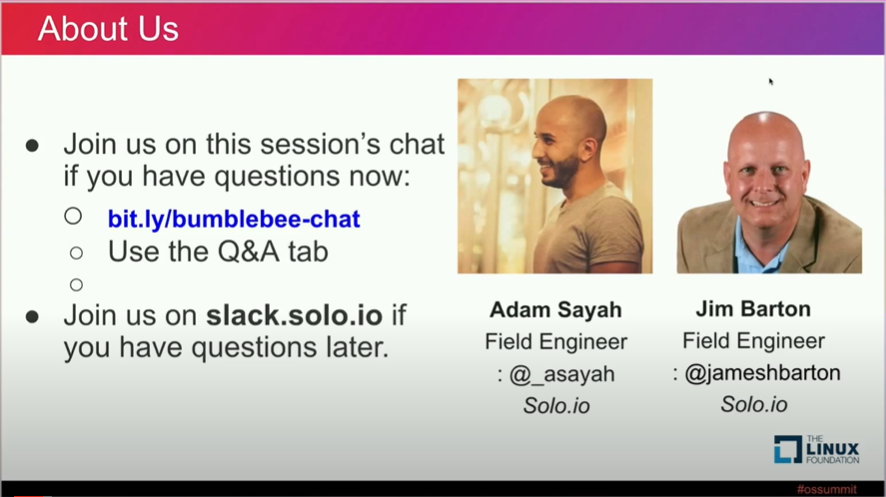 About Us
● Join us on this session's chat
if you have questions now:
○ bit.ly/bumblebee-chat
○ Use the Q&A tab
○
● Join us on slack.solo.io if
you have questions later.
Adam Sayah
Field Engineer
: @_asayah
Solo.io
Jim Barton
Field Engineer
: @jameshbarton
Solo.io
THE
LINUX
FOUNDATION
#ossummit